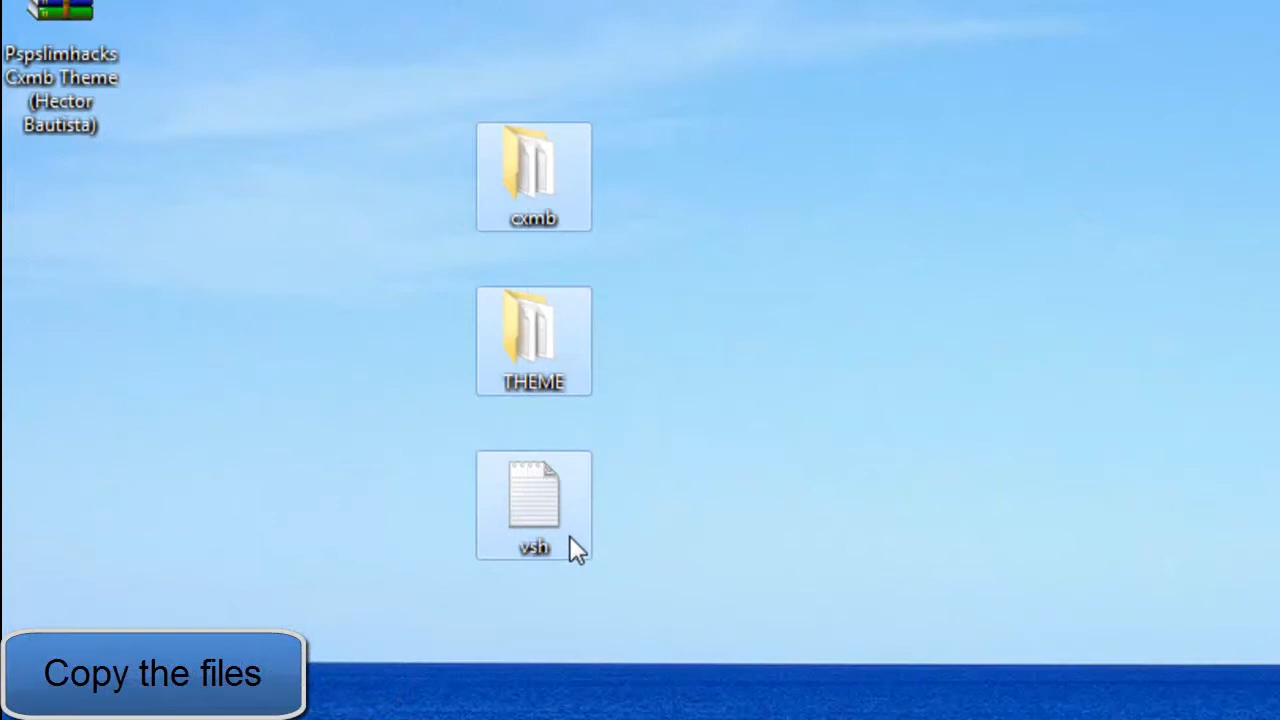 Pspslimhacks
Cxmb Theme
(Hector
Bautista)
cxmb
THEME
vsh
Copy the files